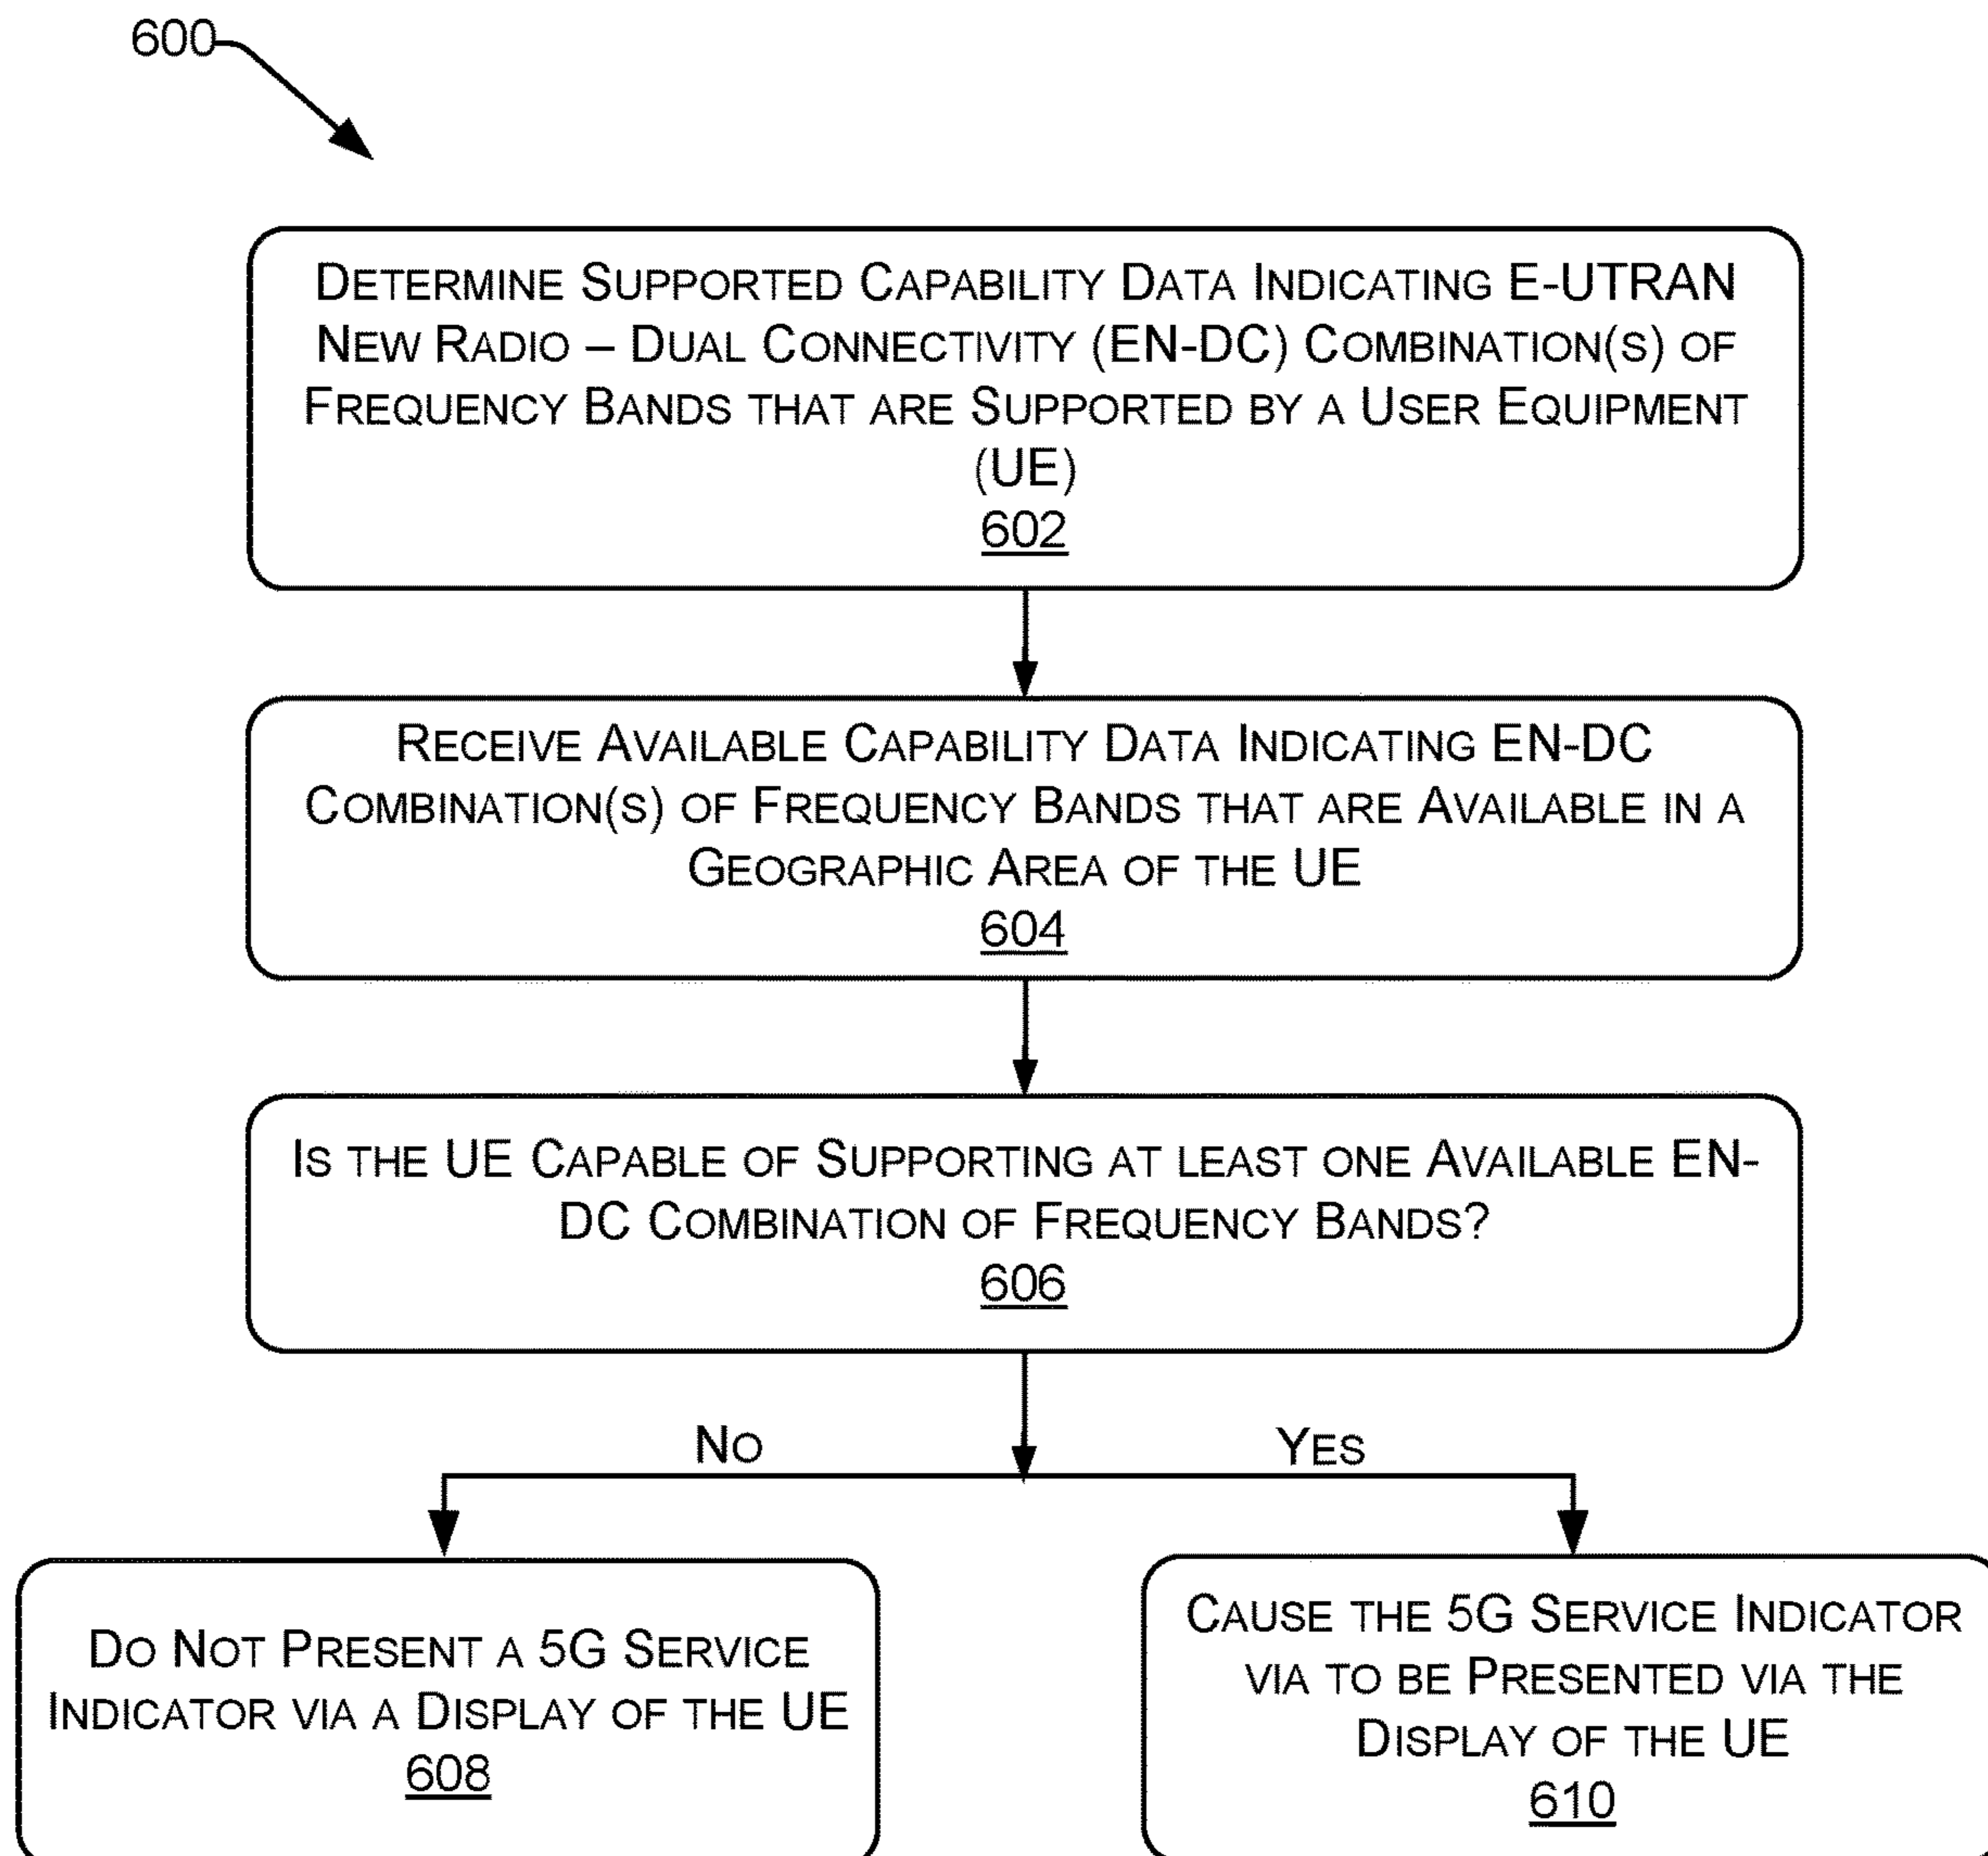 600
DETERMINE SUPPORTED CAPABILITY DATA INDICATING E-UTRAN
NEW RADIO – DUAL CONNECTIVITY (EN-DC) COMBINATION(S) OF
FREQUENCY BANDS THAT ARE SUPPORTED BY A USER EQUIPMENT
(UE)
602
RECEIVE AVAILABLE CAPABILITY DATA INDICATING EN-DC
COMBINATION(S) OF FREQUENCY BANDS THAT ARE AVAILABLE IN A
GEOGRAPHIC AREA OF THE UE
604
IS THE UE CAPABLE OF SUPPORTING AT LEAST ONE AVAILABLE EN-
DC COMBINATION OF FREQUENCY BANDS?
606
NO
YES
DO NOT PRESENT A 5G SERVICE
INDICATOR VIA A DISPLAY OF THE UE
608
CAUSE THE 5G SERVICE INDICATOR
VIA TO BE PRESENTED VIA THE
DISPLAY OF THE UE
610